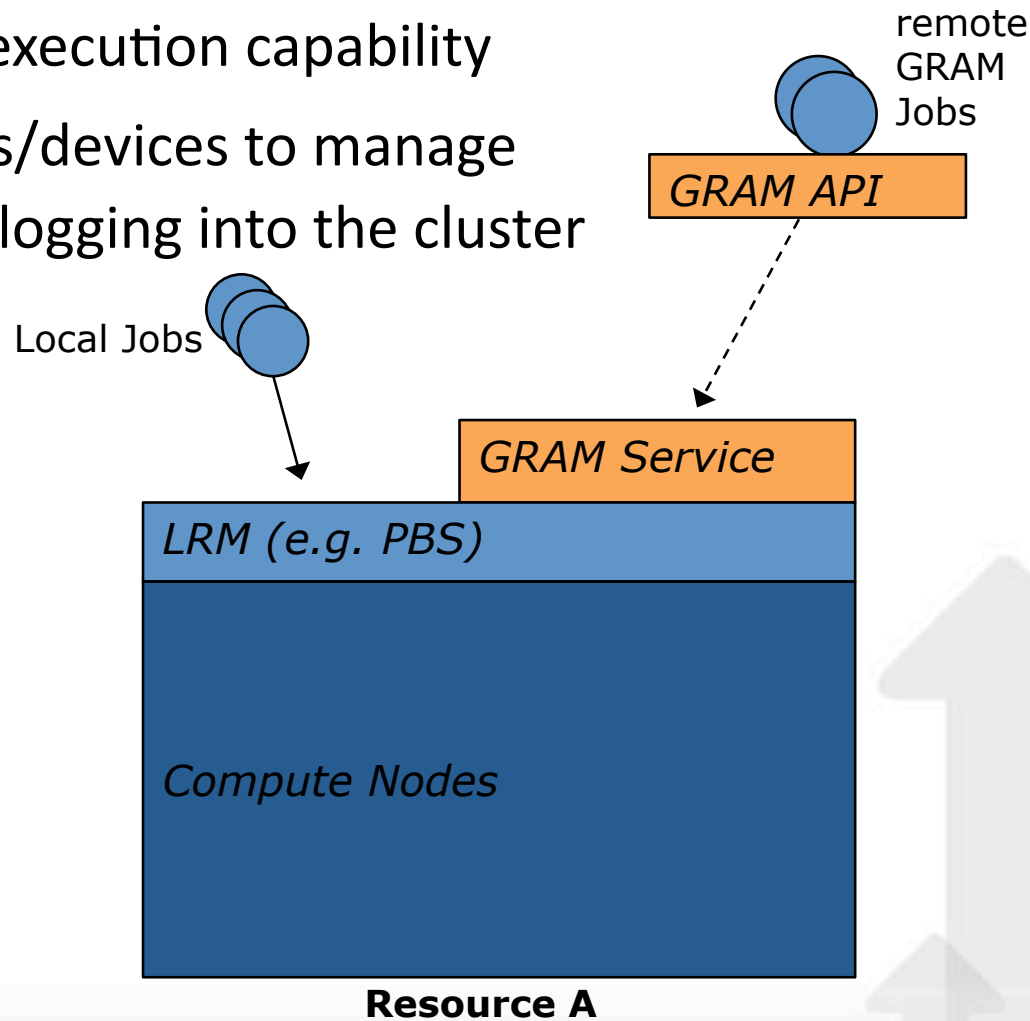 execution capability
s/devices to manage
logging into the cluster
remote
GRAM
Jobs
GRAM API
Local Jobs
GRAM Service
LRM (e.g. PBS)
Compute Nodes
Resource A